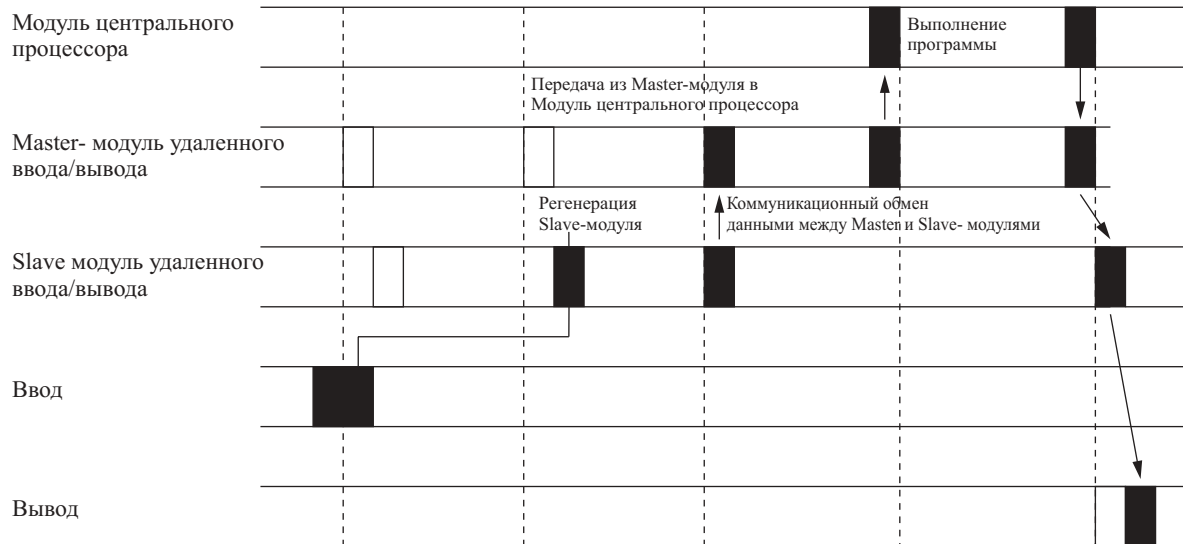 Модуль центрального
процессора
Выполнение
программы
Передача из Master-модуля в
Модуль центрального процессора
Master- модуль удаленного
ввода/вывода
Регенерация
Slave-модуля
Коммуникационный обмен
данными между Master и Slave- модулями
Slave модуль удаленного
ввода/вывода
Ввод
Вывод